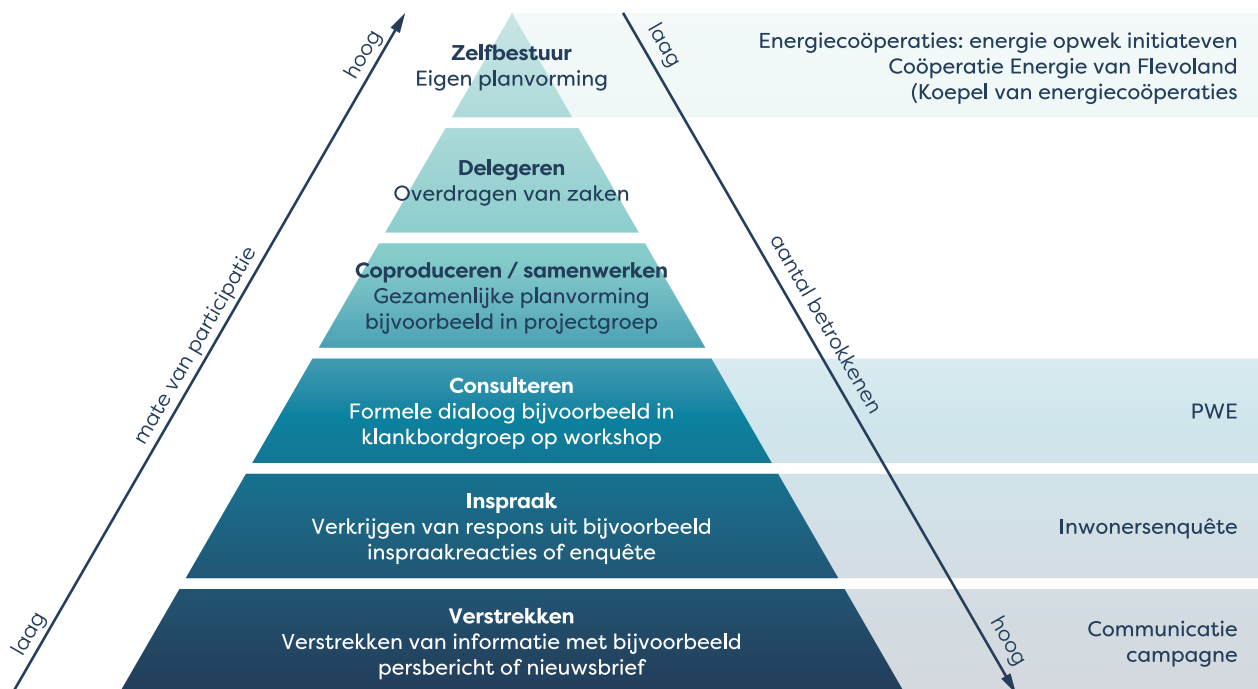 hoog
laag
Zelfbestuur
Eigen planvorming
Energiecoöperaties: energie opwek initiateven
Coöperatie Energie van Flevoland
(Koepel van energiecoöperaties
Delegeren
Overdragen van zaken
mate van participatie
aantal betrokkenen
Coproduceren / samenwerken
Gezamenlijke planvorming
bijvoorbeeld in projectgroep
Consulteren
Formele dialoog bijvoorbeeld in
klankbordgroep op workshop
PWE
Inspraak
Verkrijgen van respons uit bijvoorbeeld
inspraakreacties of enquête
Inwonersenquête
laag
hoog
Verstrekken
Verstrekken van informatie met bijvoorbeeld
persbericht of nieuwsbrief
Communicatie
campagne